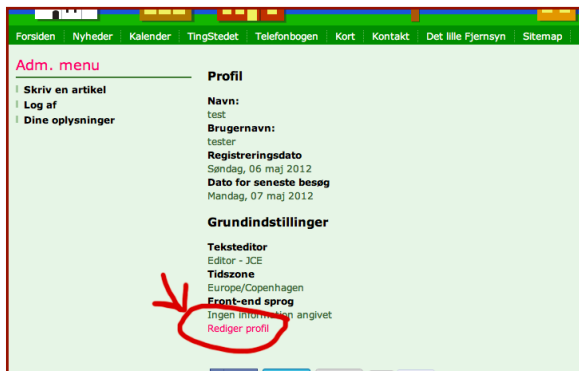 Forsiden Nyheder Kalender TingStedet Telefonbogen Kort Kontakt Det lille Fjernsyn Sitemap
Adm. menu
Skriv en artikel
Log af
Dine oplysninger
Profil
Navn:
test
Brugernavn:
tester
Registreringsdato
Søndag, 06 maj 2012
Dato for seneste besøg
Mandag, 07 maj 2012
Grundindstillinger
Teksteditor
Editor - JCE
Tidszone
Europe/Copenhagen
Front-end sprog
Ingen information angivet
Rediger profil